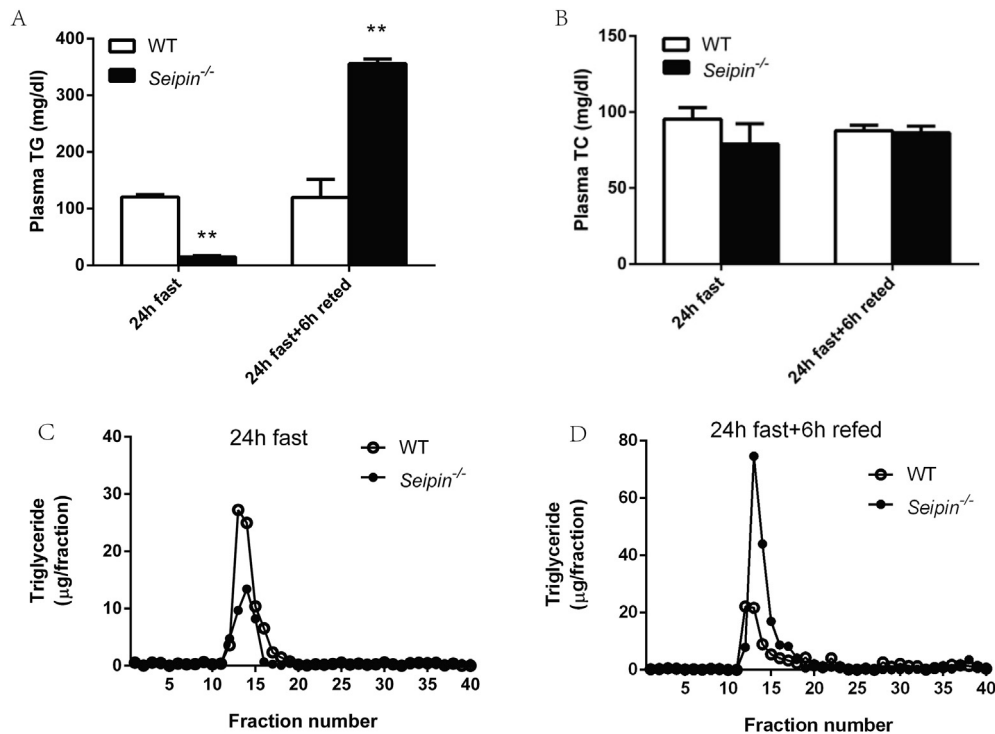 A
Plasma TG (mg/dl)
400
300
200
100
0
WT
Seipin-/-
**
**
24h fast
24h fast+6h reted
B
Plasma TC (mg/dl)
150
100
50
0
WT
Seipin-/-
24h fast
24h fast+6h reted
C
24h fast
Triglyceride
(μg/fraction)
40
30
20
10
0
WT
Seipin-/-
5 10 15 20 25 30 35 40
Fraction number
D
24h fast+6h refed
Triglyceride
(μg/fraction)
80
60
40
20
0
WT
Seipin-/-
5 10 15 20 25 30 35 40
Fraction number